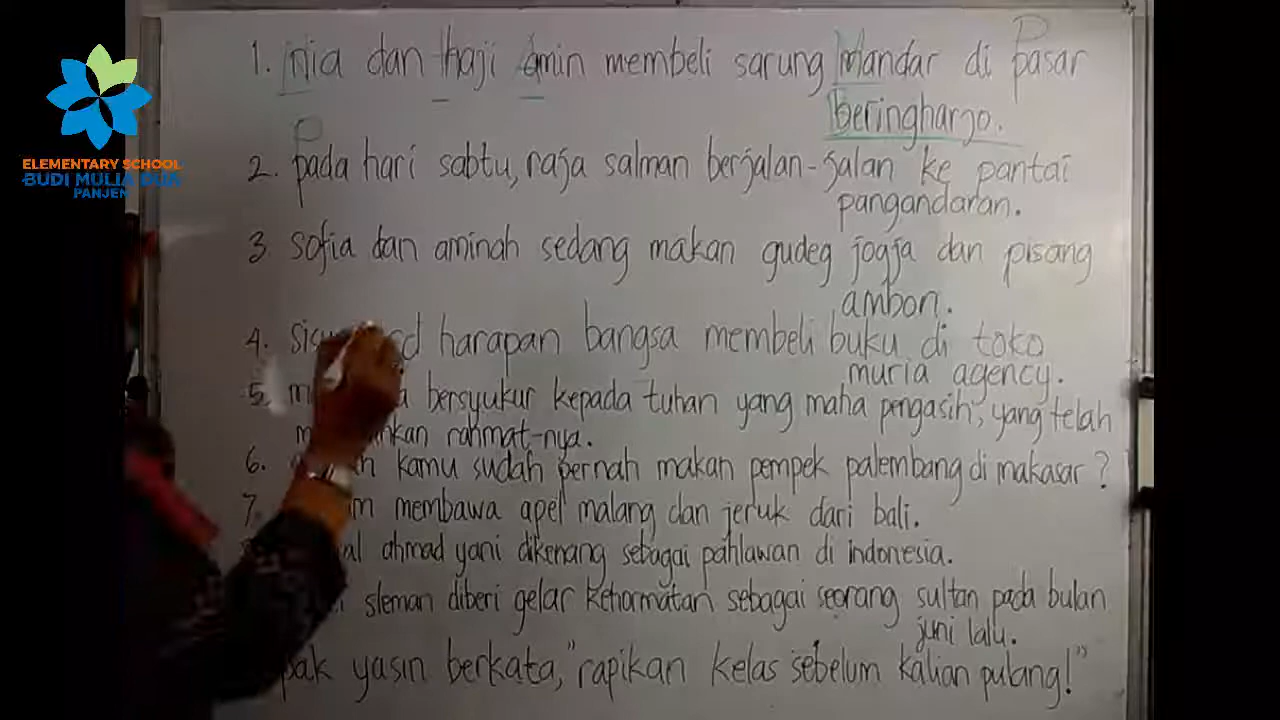 ELEMENTARY SCHOOL
BUDI MULIA DUA
PANJEN
1. nia dan haji amin membeli sarung mandar di pasar
P
beringharjo.
P
2. pada hari sabtu, raja salman berjalan-jalan ke pantai
pangandaran.
3. sofia dan aminah sedang makan gudeg jogja dan pisang
ambon.
4. harapan bangsa membeli buku di toko
muria agency.
5. bersyukur kepada tuhan yang maha pengasih, yang telah
rahmat-nya.
6. kamu sudah pernah makan pempek palembang di makasar?
7. membawa apel malang dan jeruk dari bali.
ahmad yani dikenang sebagai pahlawan di indonesia.
sleman diberi gelar kehormatan sebagai seorang sultan pada bulan
juni lalu.
yasin berkata, "rapikan kelas sebelum kalian pulang!"